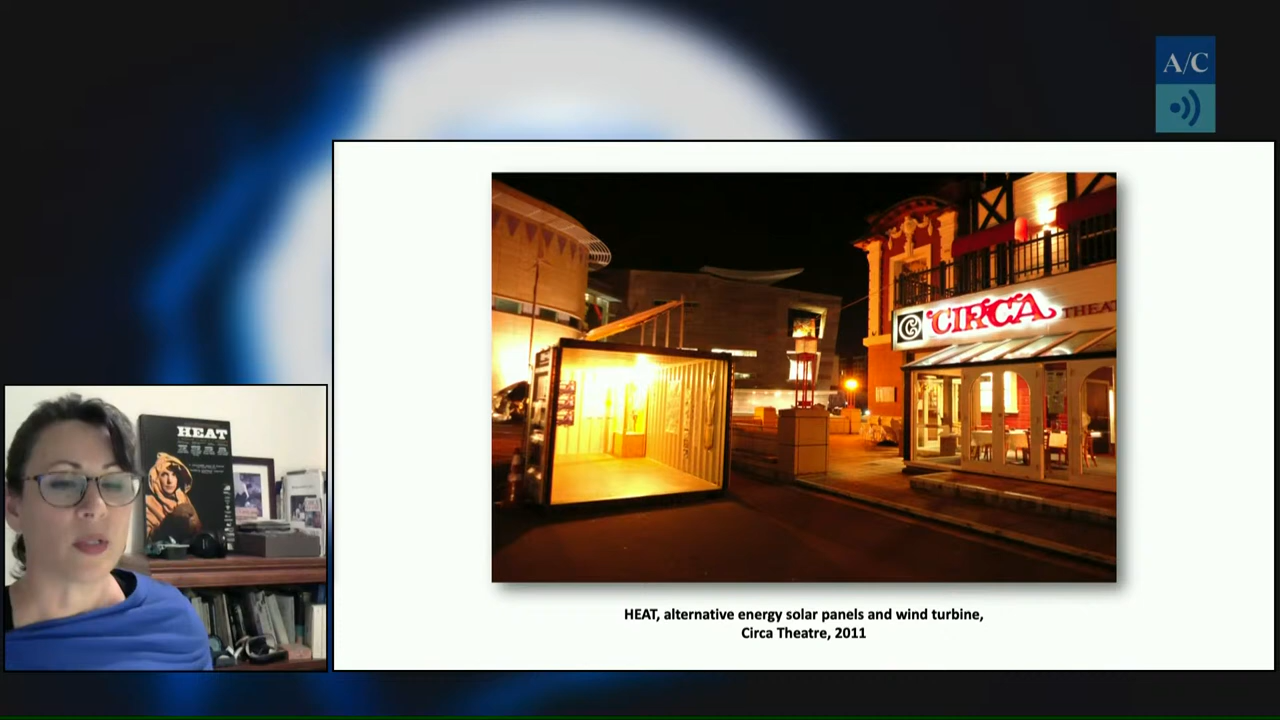 A/C
HEAT
CIRCA THEAT
HEAT, alternative energy solar panels and wind turbine,
Circa Theatre, 2011